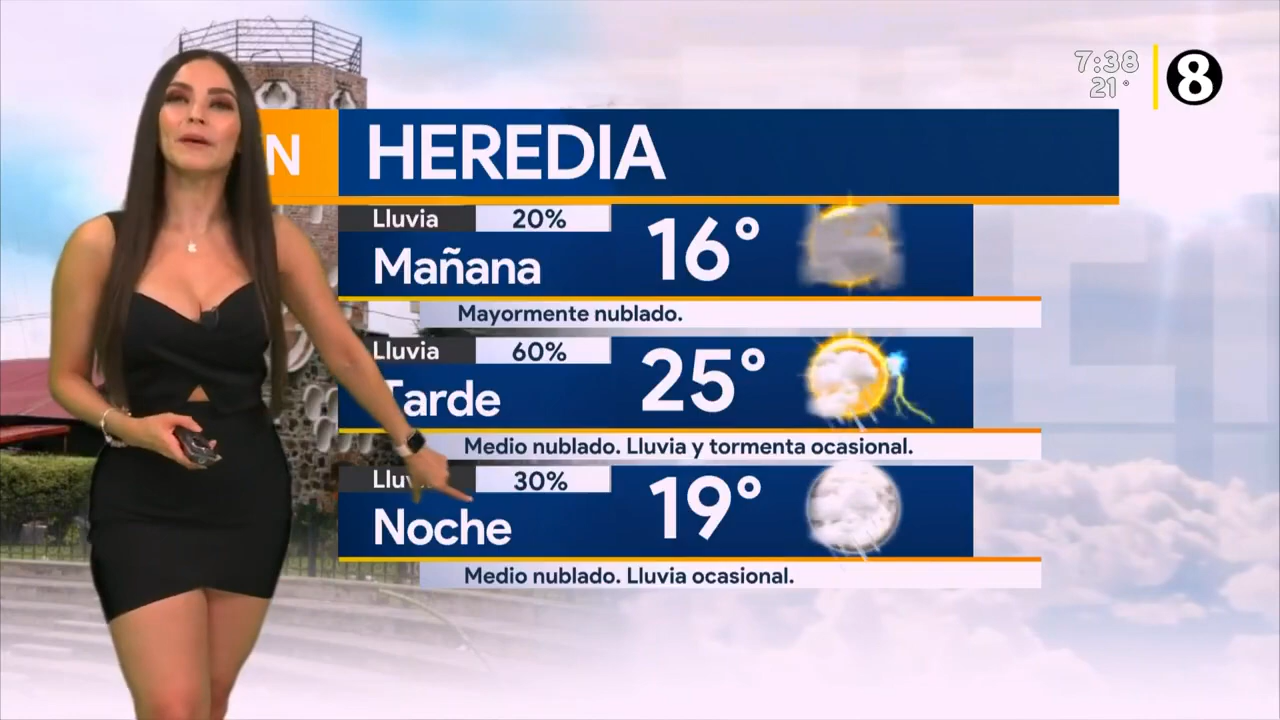 7:38
21°
8
N
HEREDIA
Lluvia 20%
Mañana 16°
Mayormente nublado.
Lluvia 60%
Tarde 25°
Medio nublado. Lluvia y tormenta ocasional.
Lluv 30%
Noche 19°
Medio nublado. Lluvia ocasional.